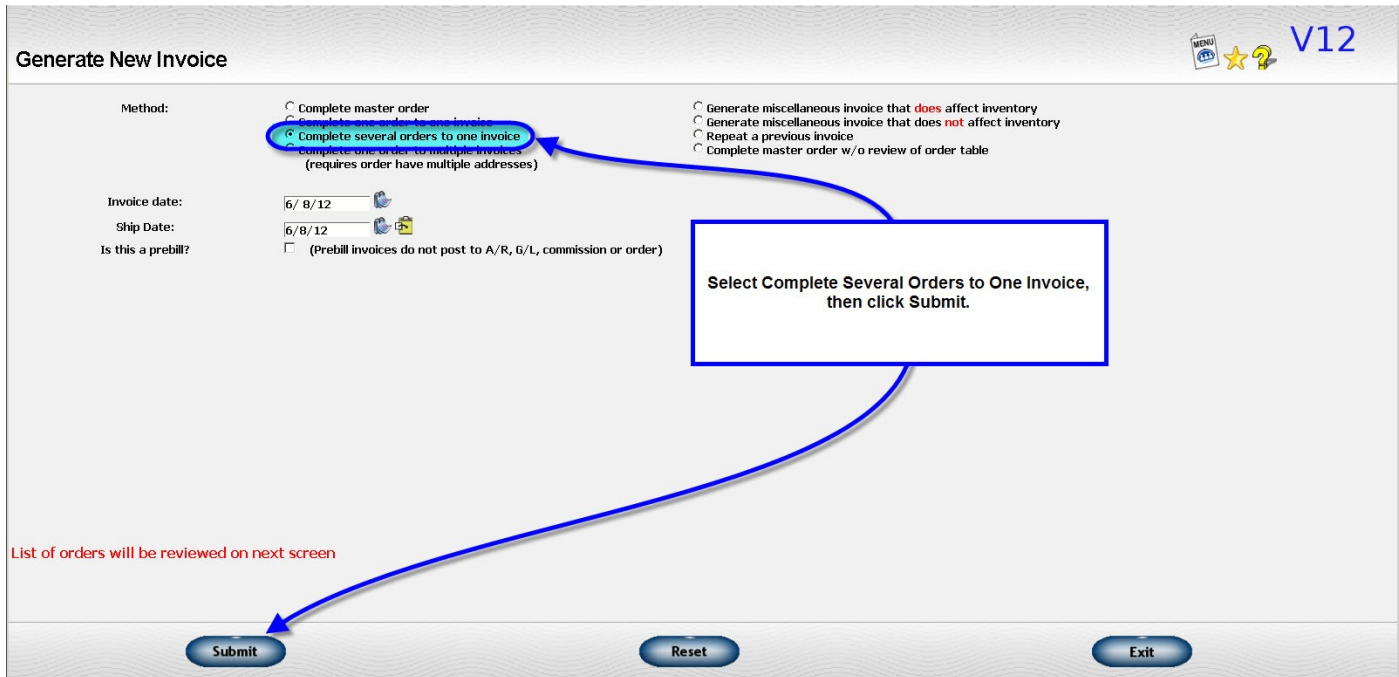 V12
MENU
Generate New Invoice
Method:
Complete master order
Complete one order to one invoice
Complete several orders to one invoice
Complete one order to multiple invoices
(requires order have multiple addresses)
Generate miscellaneous invoice that does affect inventory
Generate miscellaneous invoice that does not affect inventory
Repeat a previous invoice
Complete master order w/o review of order table
Invoice date:
6/ 8/12
Ship Date:
6/8/12
Is this a prebill?
(Prebill invoices do not post to A/R, G/L, commission or order)
Select Complete Several Orders to One Invoice,
then click Submit.
List of orders will be reviewed on next screen
Submit
Reset
Exit